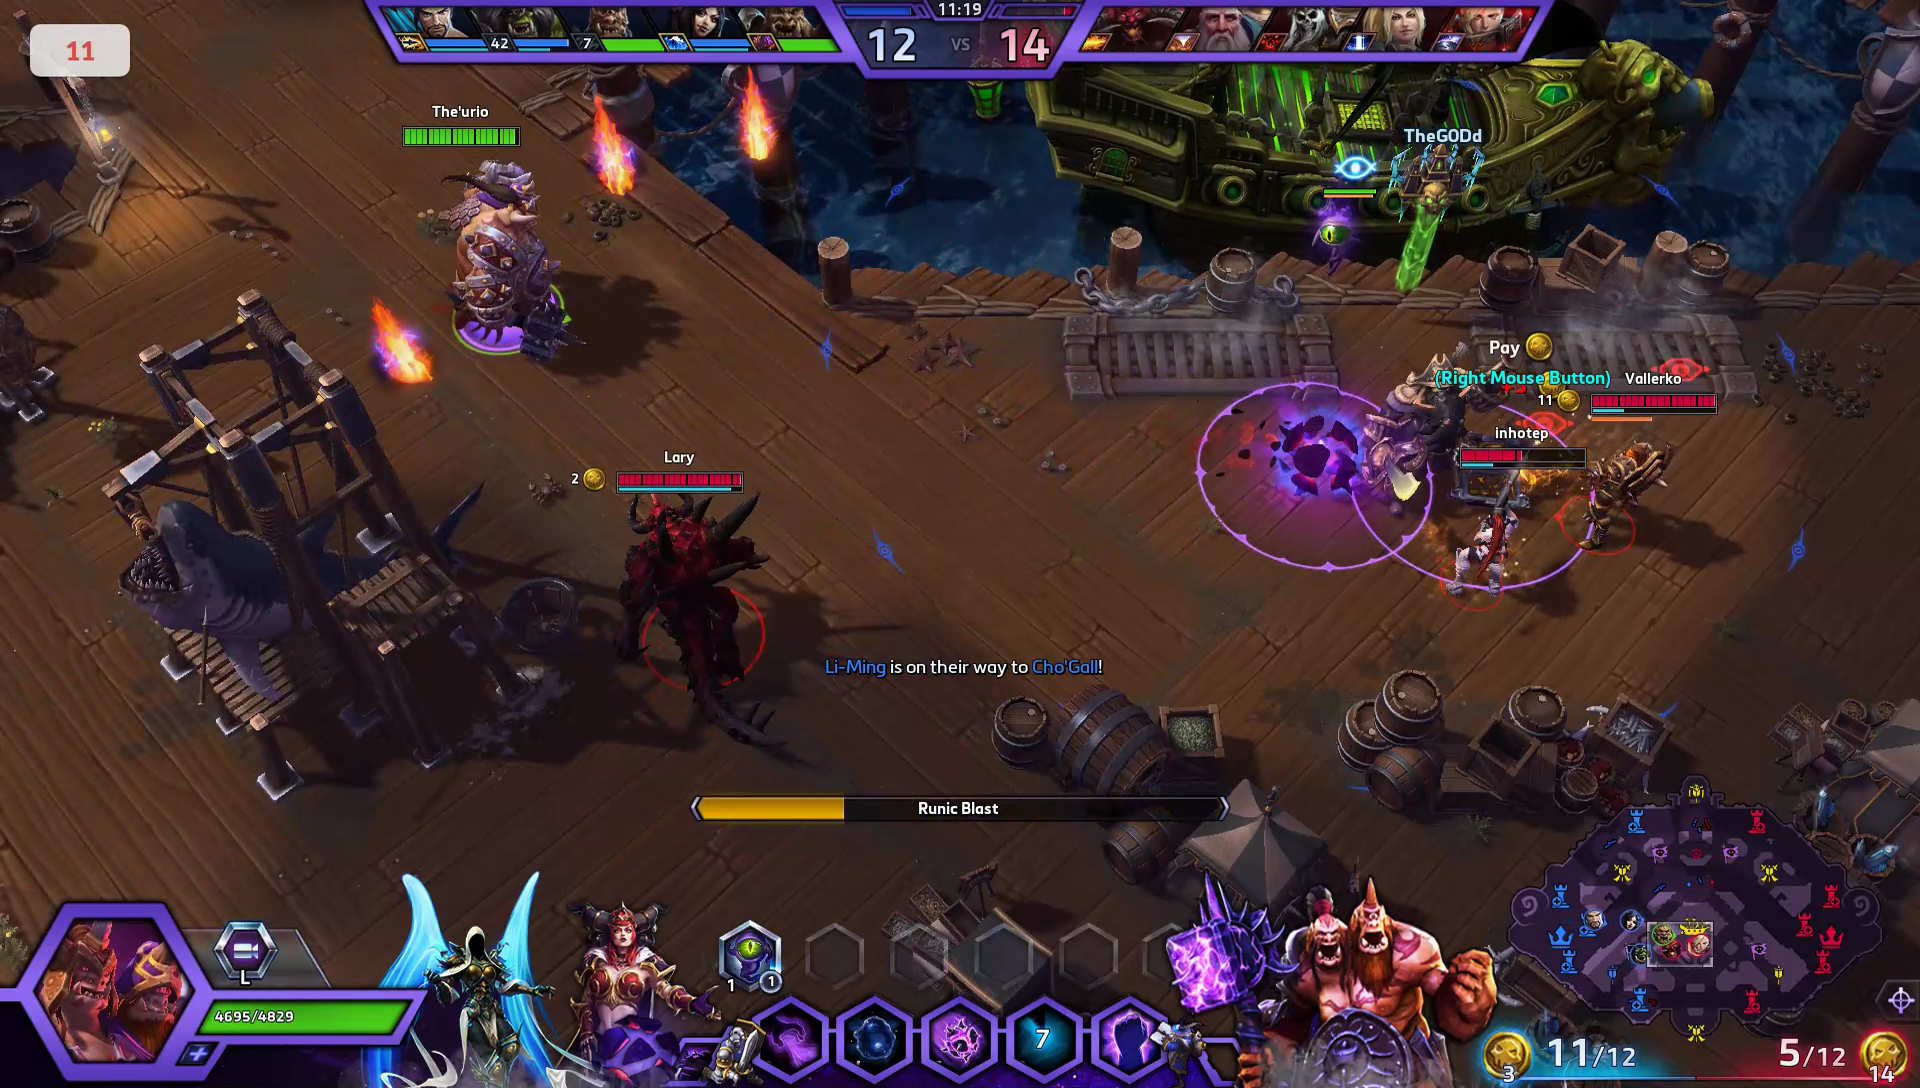 11
42
7
12
11:19
VS
14
The'urio
TheGODd
Pay
(Right Mouse Button)
Vallerko
11
inhotep
Lary
2
Li-Ming is on their way to Cho'Gall!
Runic Blast
L
4695/4829
1
1
7
11/12
3
5/12
14